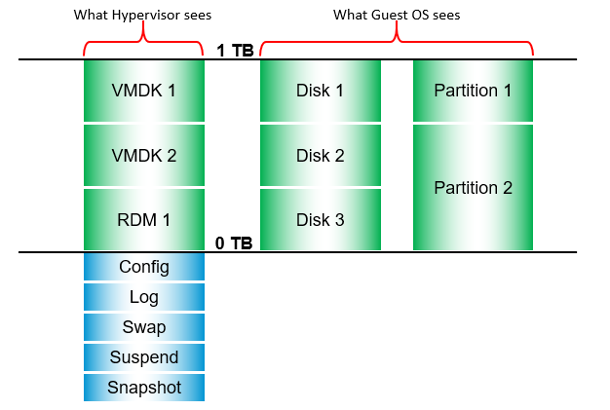 What Hypervisor sees
What Guest OS sees
1 TB
VMDK 1
Disk 1
Partition 1
VMDK 2
Disk 2
Partition 2
RDM 1
Disk 3
0 TB
Config
Log
Swap
Suspend
Snapshot